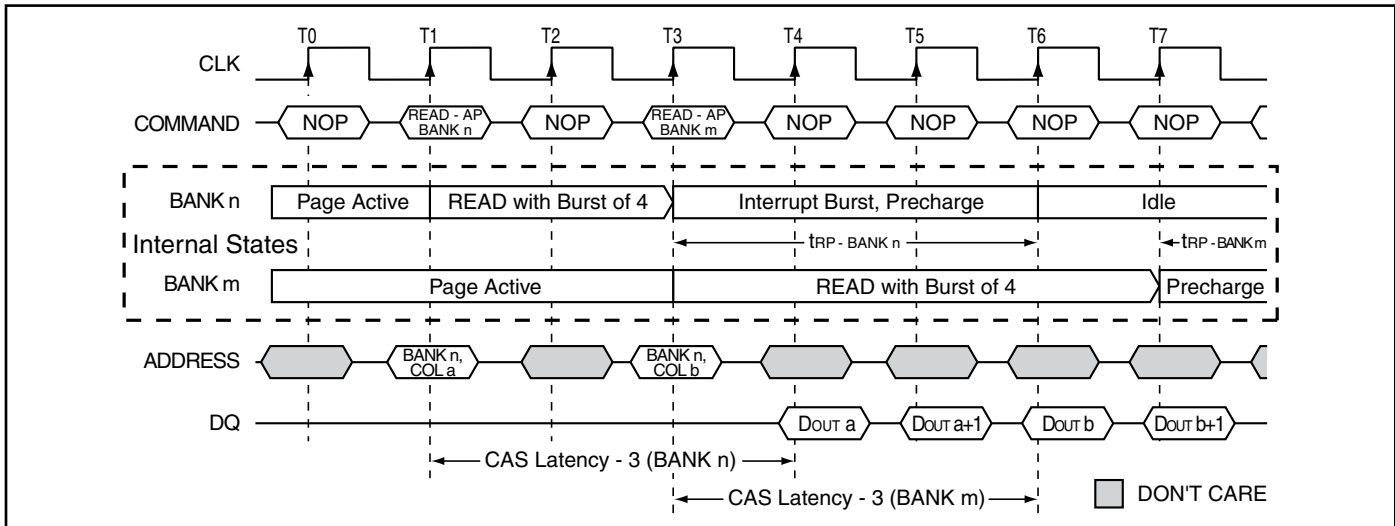 T0 T1 T2 T3 T4 T5 T6 T7
CLK
COMMAND NOP READ - AP BANK n NOP READ - AP BANK m NOP NOP NOP NOP
BANK n Page Active READ with Burst of 4 Interrupt Burst, Precharge Idle
Internal States tRP - BANK n tRP - BANK m
BANK m Page Active READ with Burst of 4 Precharge
ADDRESS BANK n, COL a BANK n, COL b
DQ DOUT a DOUT a+1 DOUT b DOUT b+1
CAS Latency - 3 (BANK n)
CAS Latency - 3 (BANK m) DON'T CARE